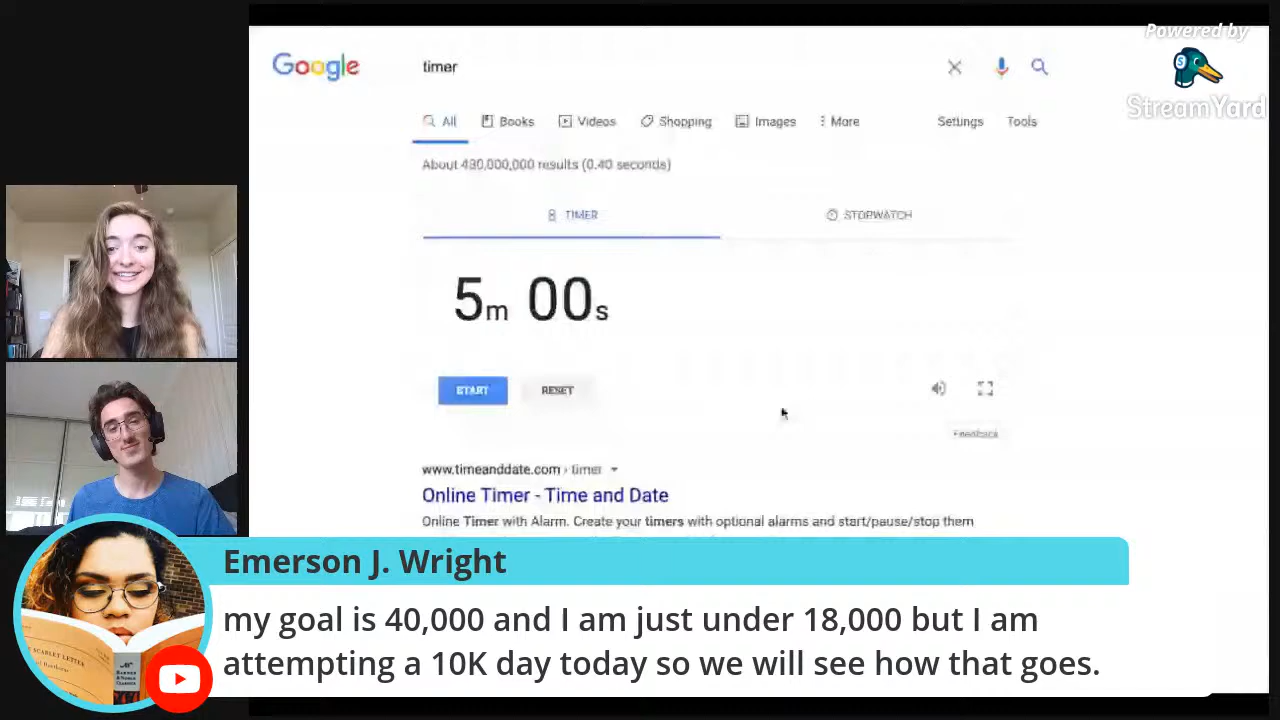 Powered by
StreamYard
Google
timer
All Books Videos Shopping Images More Settings Tools
About 480,000,000 results (0.40 seconds)
TIMER STOPWATCH
5m 00s
START RESET
Feedback
www.timeanddate.com › timer
Online Timer - Time and Date
Online Timer with Alarm. Create your timers with optional alarms and start/pause/stop them
Emerson J. Wright
my goal is 40,000 and I am just under 18,000 but I am
attempting a 10K day today so we will see how that goes.
SCARLET LETTER